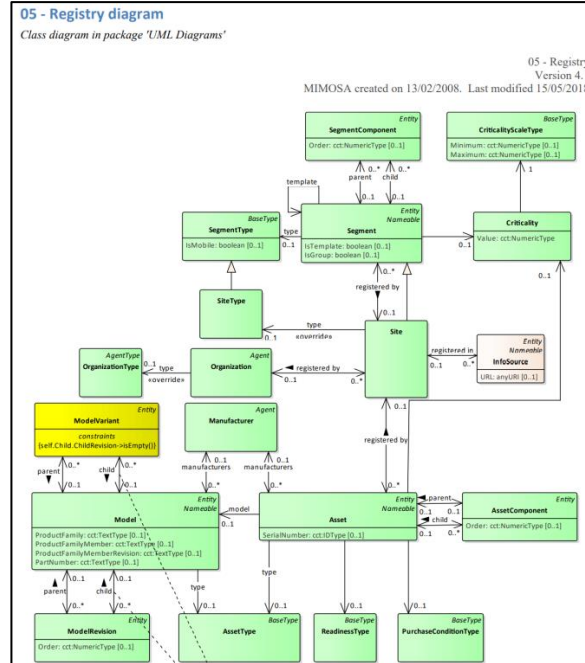 05 - Registry diagram
Class diagram in package 'UML Diagrams'
05 - Registry
Version 4.
MIMOSA created on 13/02/2008. Last modified 15/05/2018
Entity
SegmentComponent
Order: cct:NumericType [0..1]
BaseType
CriticalityScaleType
Minimum: cct:NumericType [0..1]
Maximum: cct:NumericType [0..1]
0..* 0..*
parent child
0..1 0..1
1
template
BaseType
SegmentType
IsMobile: boolean [0..1]
type
0..1
Entity
Nameable
Segment
IsTemplate: boolean [0..1]
IsGroup: boolean [0..1]
0..1
Criticality
Value: cct:NumericType
0..*
registered by
0..1
0..1
SiteType
type
0..1
«override»
Site
registered in
0..1 0..*
Entity
Nameable
InfoSource
URL: anyURI [0..1]
AgentType
OrganizationType
0..1
type
«override»
Agent
Organization
registered by
0..1 0..*
Entity
ModelVariant
constraints
{self.Child.ChildRevision->isEmpty()}
Agent
Manufacturer
0..1
registered by
0..*
0..* 0..*
parent child
0..1 0..1
0..1 0..1
manufacturers manufacturers
0..* 0..*
Entity
Nameable
Model
ProductFamily: cct:TextType [0..1]
ProductFamilyMember: cct:TextType [0..1]
ProductFamilyMemberRevision: cct:TextType [0..1]
PartNumber: cct:TextType [0..1]
model
0..1
Entity
Nameable
Asset
SerialNumber: cct:IDType [0..1]
parent
0..1 0..*
child
0..1 0..*
Entity
AssetComponent
Order: cct:NumericType [0..1]
0..1 0..1
parent child
0..* 0..*
type
0..1
type
0..1
0..1
0..1
Entity
ModelRevision
Order: cct:NumericType [0..1]
BaseType
AssetType
BaseType
ReadinessType
BaseType
PurchaseConditionType